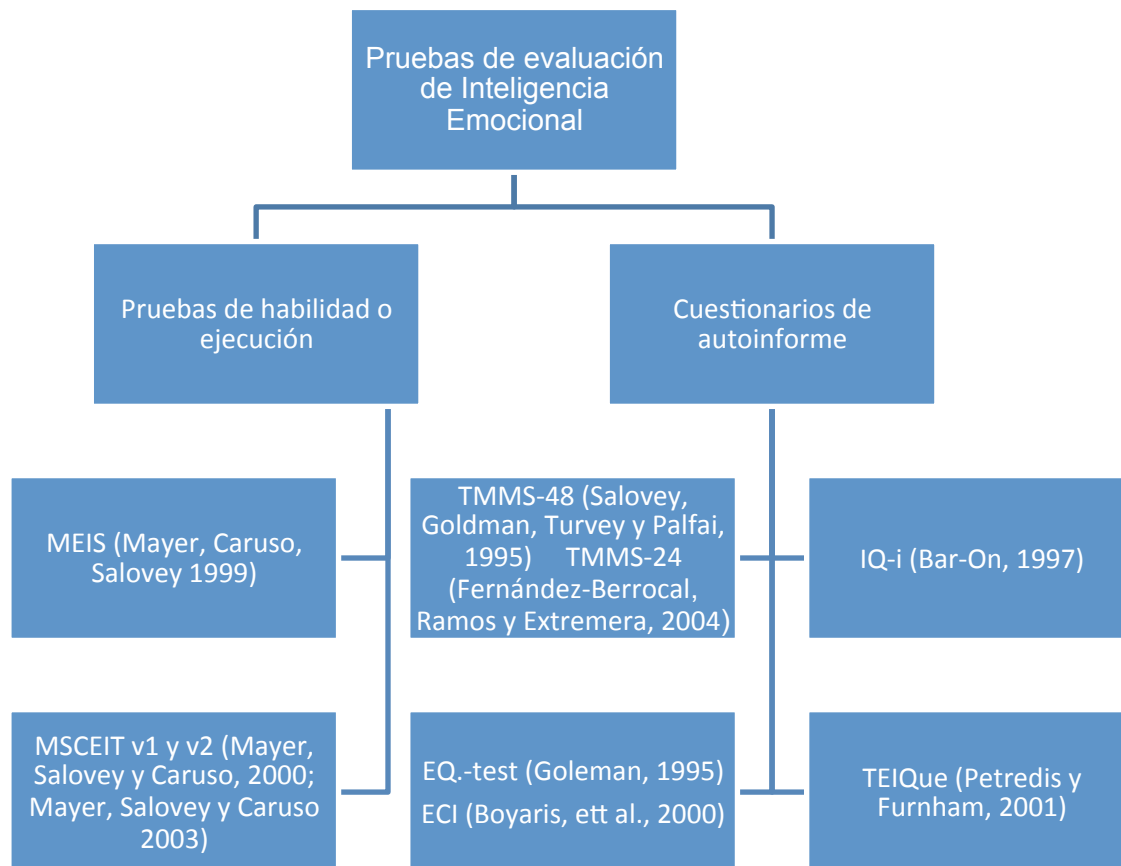 Pruebas de evaluación
de Inteligencia
Emocional
Pruebas de habilidad o
ejecución
Cuestionarios de
autoinforme
MEIS (Mayer, Caruso,
Salovey 1999)
TMMS-48 (Salovey,
Goldman, Turvey y Palfai,
1995) TMMS-24
(Fernández-Berrocal,
Ramos y Extremera, 2004)
IQ-i (Bar-On, 1997)
MSCEIT v1 y v2 (Mayer,
Salovey y Caruso, 2000;
Mayer, Salovey y Caruso
2003)
EQ.-test (Goleman, 1995)
ECI (Boyaris, ett al., 2000)
TEIQue (Petredis y
Furnham, 2001)